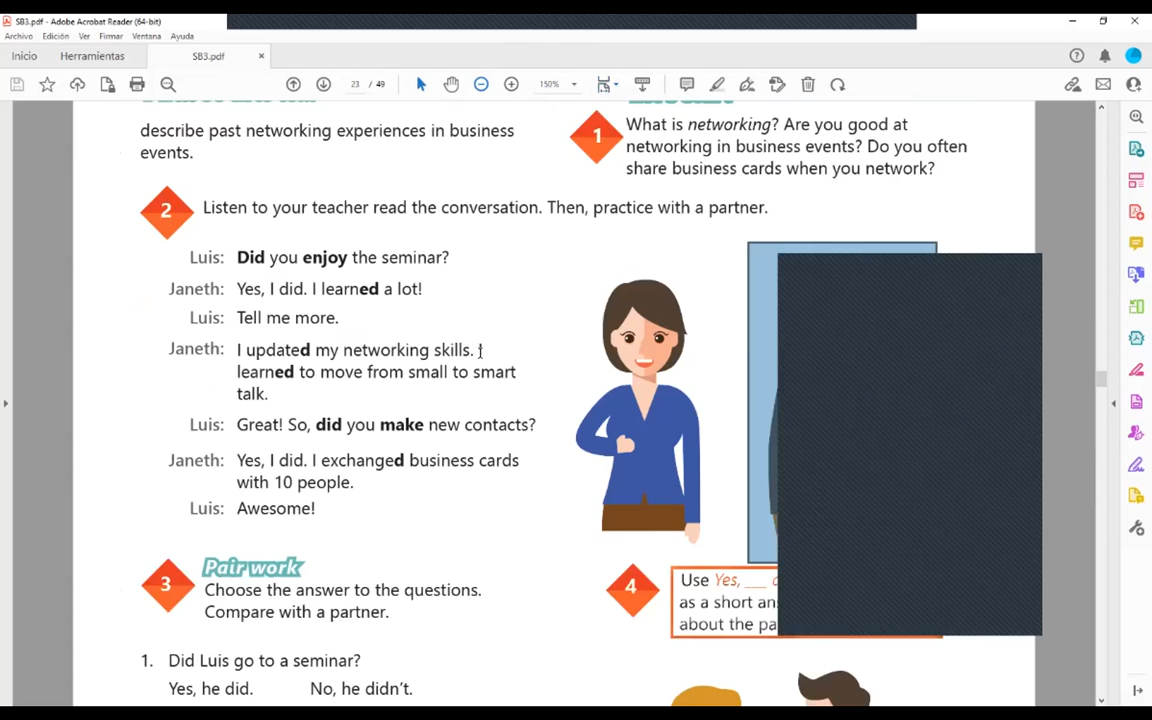 SB3.pdf - Adobe Acrobat Reader (64-bit)
Archivo Edición Ver Firmar Ventana Ayuda
Inicio Herramientas SB3.pdf ×
23 / 49 150%
describe past networking experiences in business
events.
1 What is networking? Are you good at
networking in business events? Do you often
share business cards when you network?
2 Listen to your teacher read the conversation. Then, practice with a partner.
Luis: Did you enjoy the seminar?
Janeth: Yes, I did. I learned a lot!
Luis: Tell me more.
Janeth: I updated my networking skills. I
learned to move from small to smart
talk.
Luis: Great! So, did you make new contacts?
Janeth: Yes, I did. I exchanged business cards
with 10 people.
Luis: Awesome!
3 Pair work
Choose the answer to the questions.
Compare with a partner.
1. Did Luis go to a seminar?
Yes, he did. No, he didn't.
4 Use Yes, ___
as a short
about the